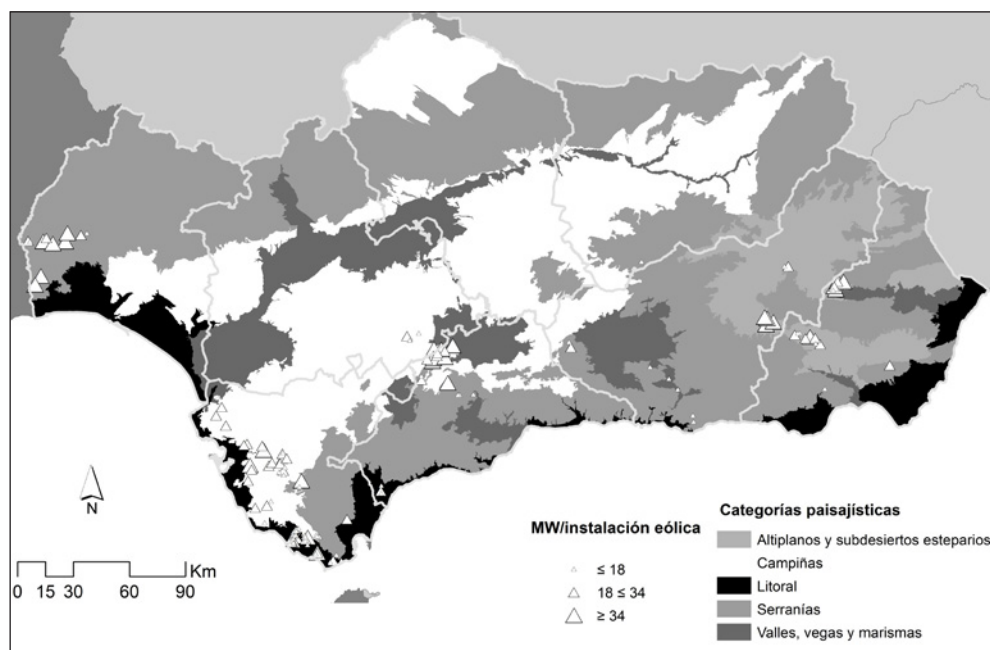 N
Km
0 15 30 60 90
MW/instalación eólica
≤ 18
18 ≤ 34
≥ 34
Categorías paisajísticas
Altiplanos y subdesiertos esteparios
Campiñas
Litoral
Serranías
Valles, vegas y marismas